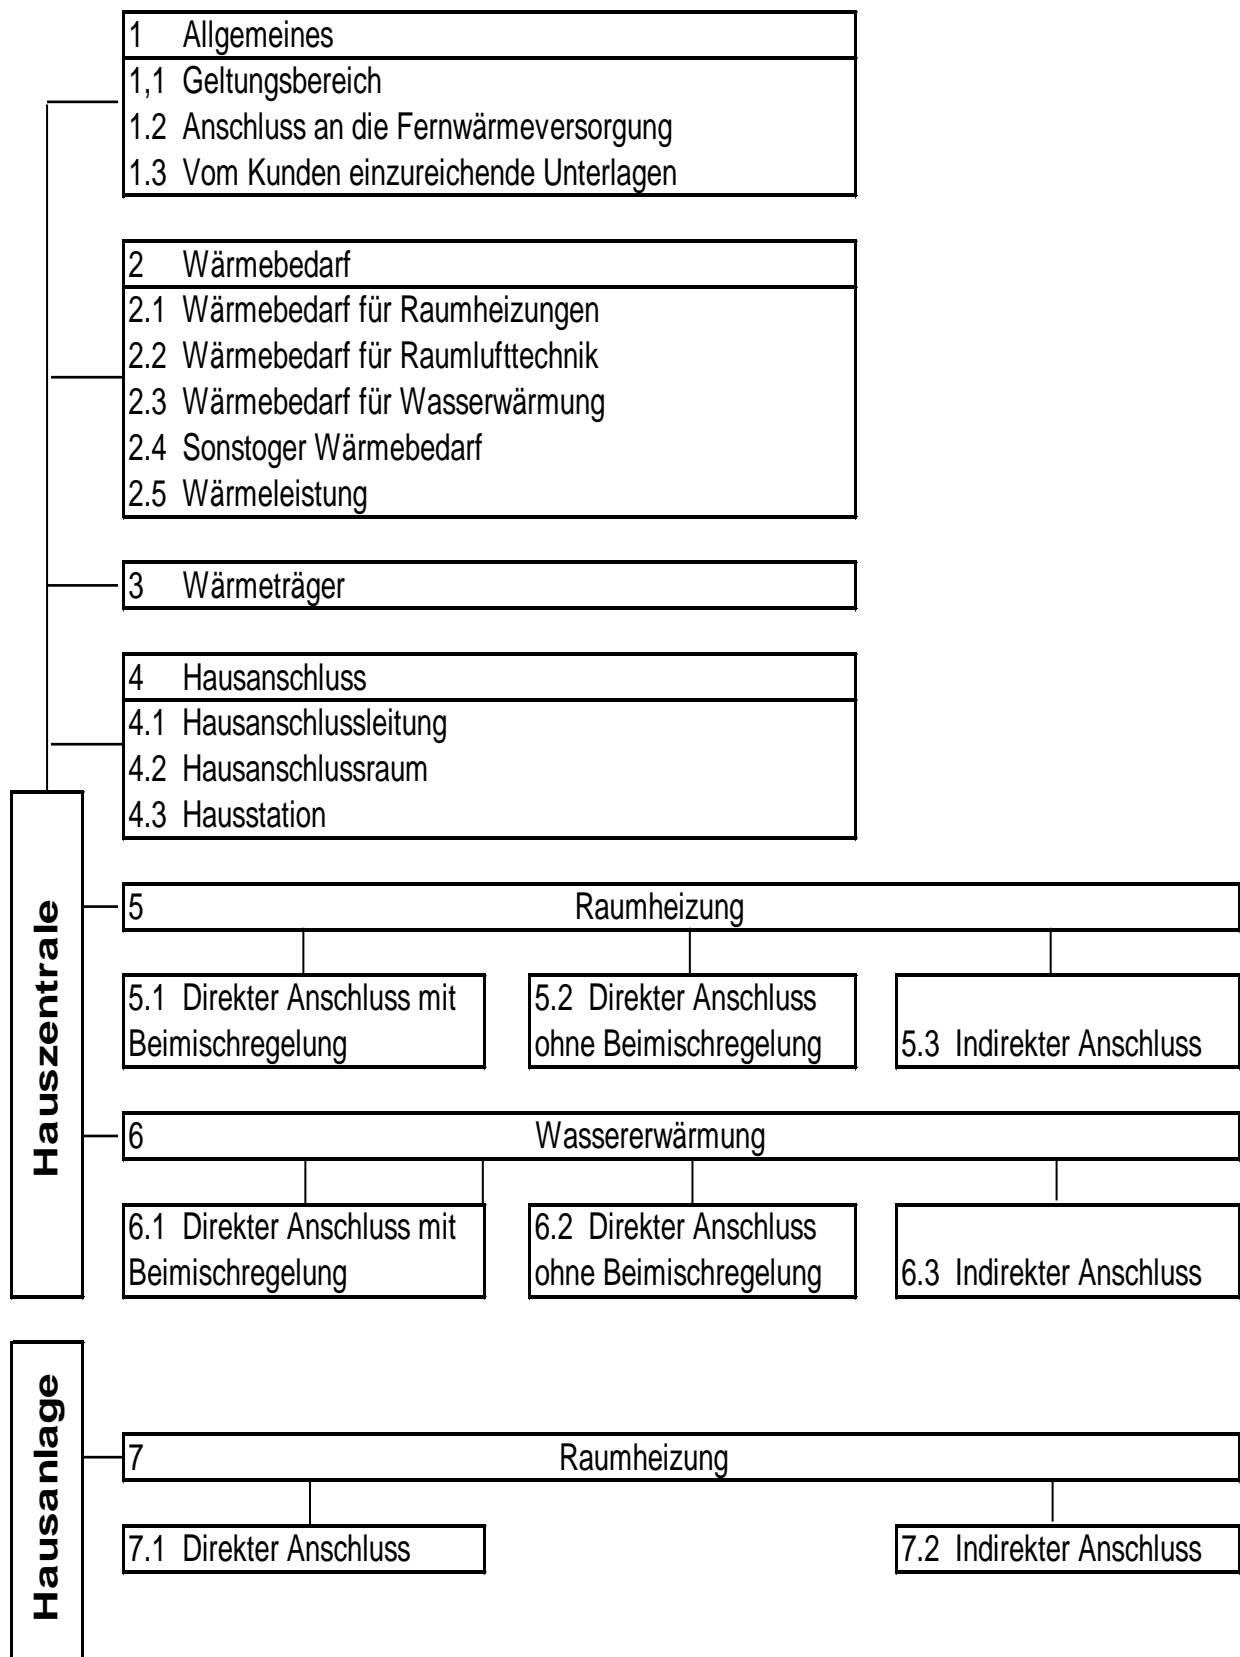 1 Allgemeines
1,1 Geltungsbereich
1.2 Anschluss an die Fernwärmeversorgung
1.3 Vom Kunden einzureichende Unterlagen
2 Wärmebedarf
2.1 Wärmebedarf für Raumheizungen
2.2 Wärmebedarf für Raumlufttechnik
2.3 Wärmebedarf für Wasserwärmung
2.4 Sonstoger Wärmebedarf
2.5 Wärmeleistung
3 Wärmeträger
4 Hausanschluss
4.1 Hausanschlussleitung
4.2 Hausanschlussraum
4.3 Hausstation
Hauszentrale
5 Raumheizung
5.1 Direkter Anschluss mit
Beimischregelung
5.2 Direkter Anschluss
ohne Beimischregelung
5.3 Indirekter Anschluss
6 Wassererwärmung
6.1 Direkter Anschluss mit
Beimischregelung
6.2 Direkter Anschluss
ohne Beimischregelung
6.3 Indirekter Anschluss
Hausanlage
7 Raumheizung
7.1 Direkter Anschluss
7.2 Indirekter Anschluss